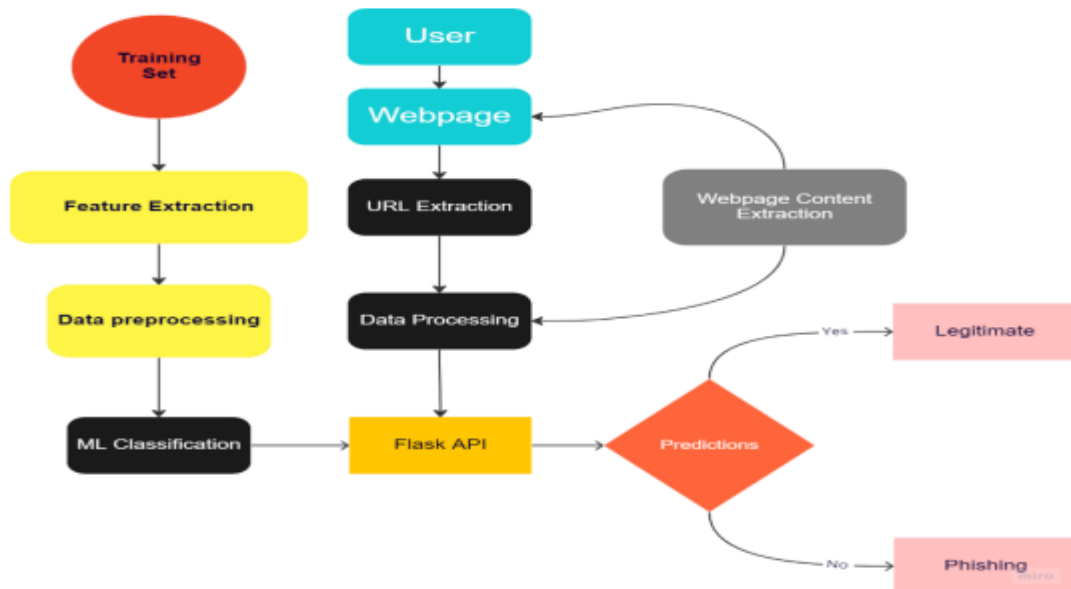 Training
Set
Feature Extraction
Data preprocessing
ML Classification
User
Webpage
URL Extraction
Data Processing
Flask API
Webpage Content
Extraction
Predictions
Yes
Legitimate
No
Phishing
miro